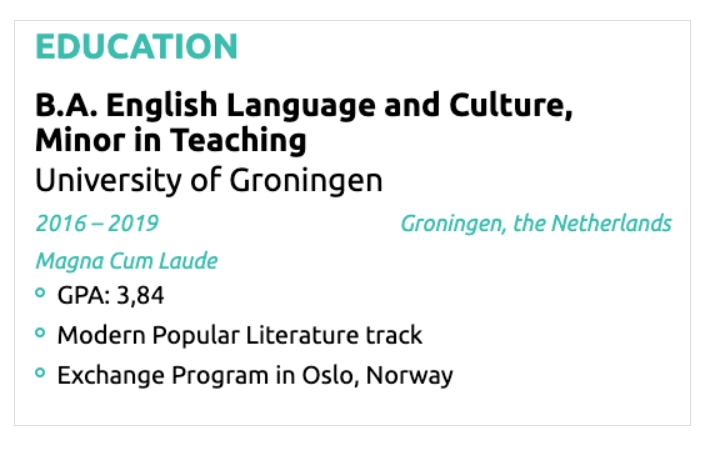 EDUCATION
B.A. English Language and Culture,
Minor in Teaching
University of Groningen
2016 – 2019 Groningen, the Netherlands
Magna Cum Laude
GPA: 3,84
Modern Popular Literature track
Exchange Program in Oslo, Norway